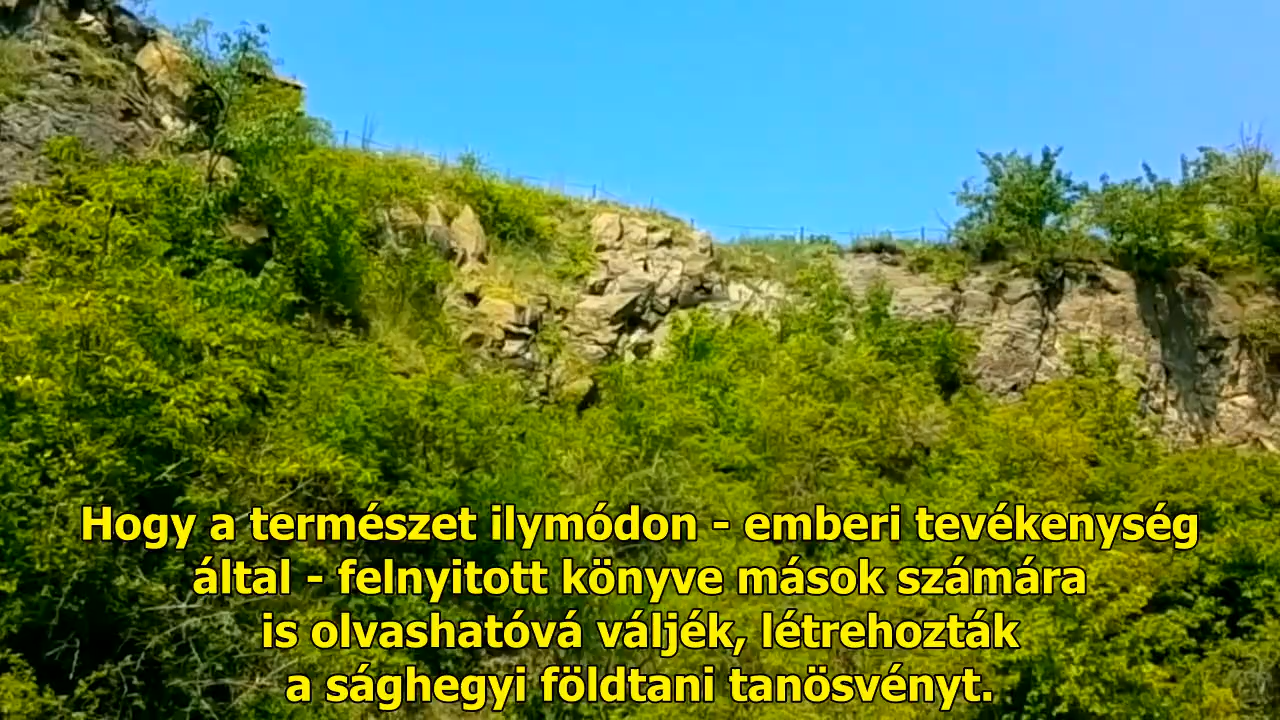 Hogy a természet ilymódon - emberi tevékenység
által - felnyitott könyve mások számára
is olvashatóvá váljék, létrehozták
a sághegyi földtani tanösvényt.